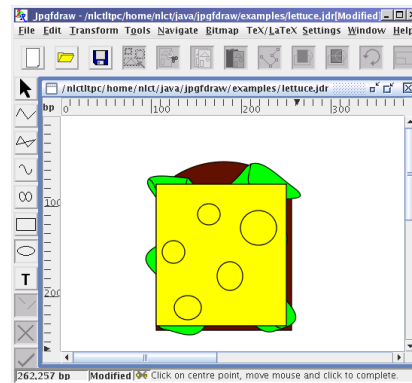 Jpgfdraw - /nlctltpc/home/nlct/java/jpgfdraw/examples/lettuce.jdr[Modified]
File Edit Transform Tools Navigate Bitmap TeX/LaTeX Settings Window Help
/nlctltpc/home/nlct/java/jpgfdraw/examples/lettuce.jdr
bp 0 100 200 300
100
200
T
262,257 bp Modified Click on centre point, move mouse and click to complete.